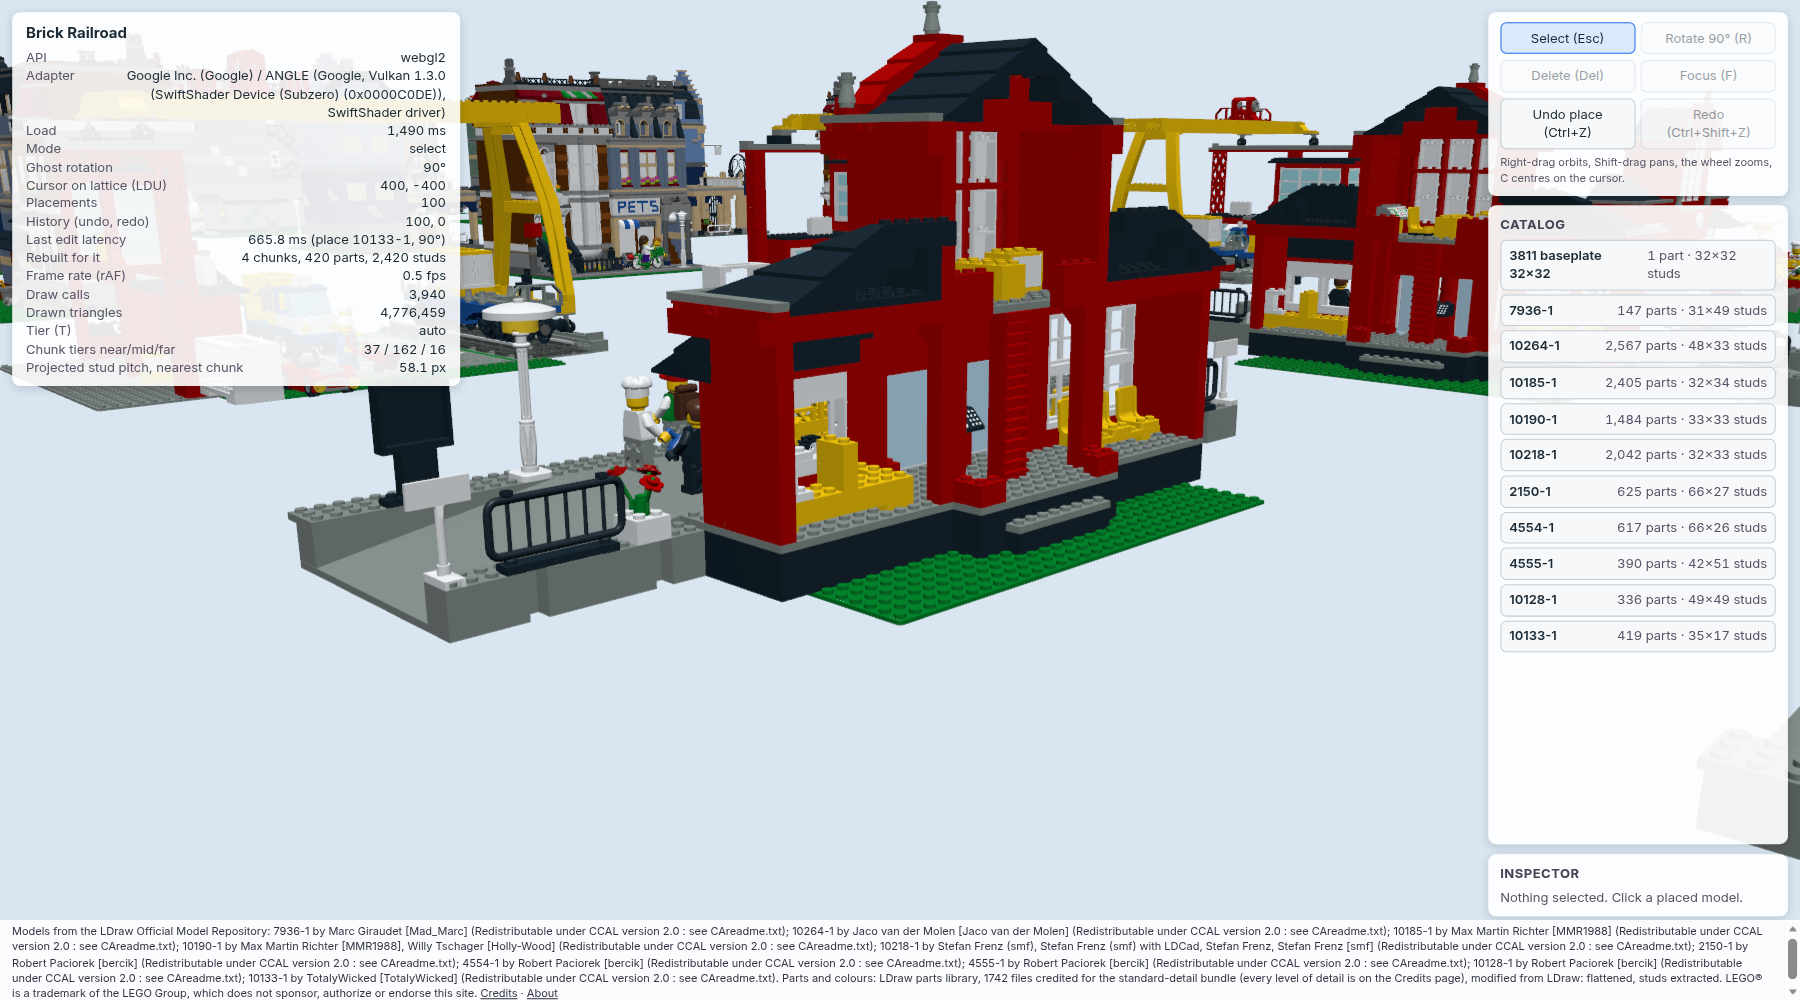 Brick Railroad
API webgl2
Adapter Google Inc. (Google) / ANGLE (Google, Vulkan 1.3.0
(SwiftShader Device (Subzero) (0x0000C0DE)),
SwiftShader driver)
Load 1,490 ms
Mode select
Ghost rotation 90°
Cursor on lattice (LDU) 400, -400
Placements 100
History (undo, redo) 100, 0
Last edit latency 665.8 ms (place 10133-1, 90°)
Rebuilt for it 4 chunks, 420 parts, 2,420 studs
Frame rate (rAF) 0.5 fps
Draw calls 3,940
Drawn triangles 4,776,459
Tier (T) auto
Chunk tiers near/mid/far 37 / 162 / 16
Projected stud pitch, nearest chunk 58.1 px
PETS
Select (Esc) Rotate 90° (R)
Delete (Del) Focus (F)
Undo place
(Ctrl+Z)
Redo
(Ctrl+Shift+Z)
Right-drag orbits, Shift-drag pans, the wheel zooms,
C centres on the cursor.
CATALOG
3811 baseplate
32×32
1 part · 32×32
studs
7936-1 147 parts · 31×49 studs
10264-1 2,567 parts · 48×33 studs
10185-1 2,405 parts · 32×34 studs
10190-1 1,484 parts · 33×33 studs
10218-1 2,042 parts · 32×33 studs
2150-1 625 parts · 66×27 studs
4554-1 617 parts · 66×26 studs
4555-1 390 parts · 42×51 studs
10128-1 336 parts · 49×49 studs
10133-1 419 parts · 35×17 studs
INSPECTOR
Nothing selected. Click a placed model.
Models from the LDraw Official Model Repository: 7936-1 by Marc Giraudet [Mad_Marc] (Redistributable under CCAL version 2.0 : see CAreadme.txt); 10264-1 by Jaco van der Molen [Jaco van der Molen] (Redistributable under CCAL version 2.0 : see CAreadme.txt); 10185-1 by Max Martin Richter [MMR1988] (Redistributable under CCAL
version 2.0 : see CAreadme.txt); 10190-1 by Max Martin Richter [MMR1988], Willy Tschager [Holly-Wood] (Redistributable under CCAL version 2.0 : see CAreadme.txt); 10218-1 by Stefan Frenz (smf), Stefan Frenz (smf) with LDCad, Stefan Frenz, Stefan Frenz [smf] (Redistributable under CCAL version 2.0 : see CAreadme.txt); 2150-1 by
Robert Paciorek [bercik] (Redistributable under CCAL version 2.0 : see CAreadme.txt); 4554-1 by Robert Paciorek [bercik] (Redistributable under CCAL version 2.0 : see CAreadme.txt); 4555-1 by Robert Paciorek [bercik] (Redistributable under CCAL version 2.0 : see CAreadme.txt); 10128-1 by Robert Paciorek [bercik] (Redistributable
under CCAL version 2.0 : see CAreadme.txt); 10133-1 by TotalyWicked [TotalyWicked] (Redistributable under CCAL version 2.0 : see CAreadme.txt). Parts and colours: LDraw parts library, 1742 files credited for the standard-detail bundle (every level of detail is on the Credits page), modified from LDraw: flattened, studs extracted. LEGO®
is a trademark of the LEGO Group, which does not sponsor, authorize or endorse this site. Credits · About